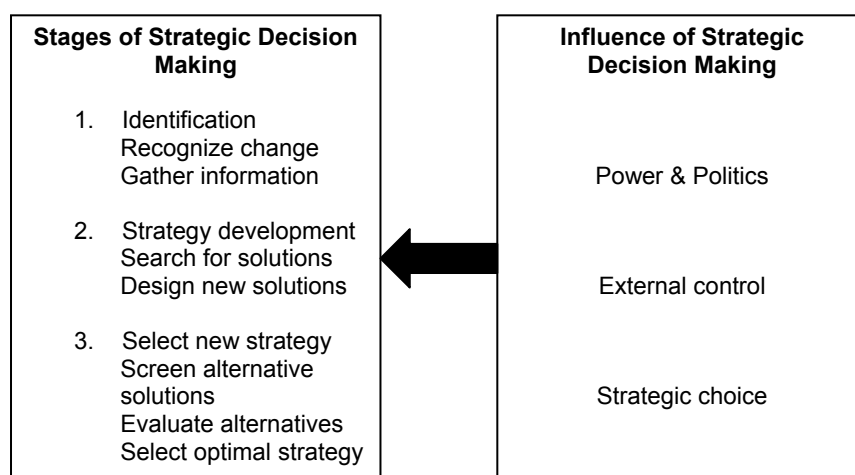 Stages of Strategic Decision
Making
1. Identification
Recognize change
Gather information
2. Strategy development
Search for solutions
Design new solutions
3. Select new strategy
Screen alternative
solutions
Evaluate alternatives
Select optimal strategy
Influence of Strategic
Decision Making
Power & Politics
External control
Strategic choice